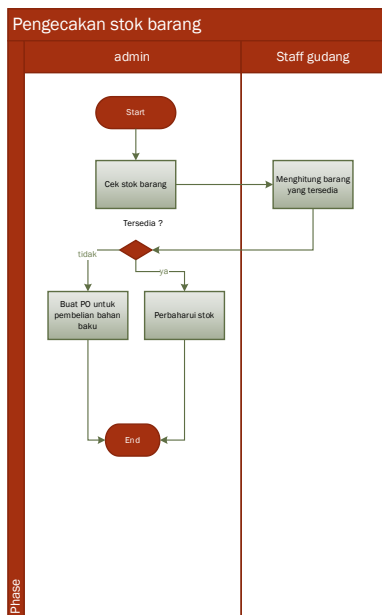 Pengecakan stok barang
admin
Staff gudang
Start
Cek stok barang
Menghitung barang
yang tersedia
Tersedia ?
tidak
ya
Buat PO untuk
pembelian bahan
baku
Perbaharui stok
End
Phase